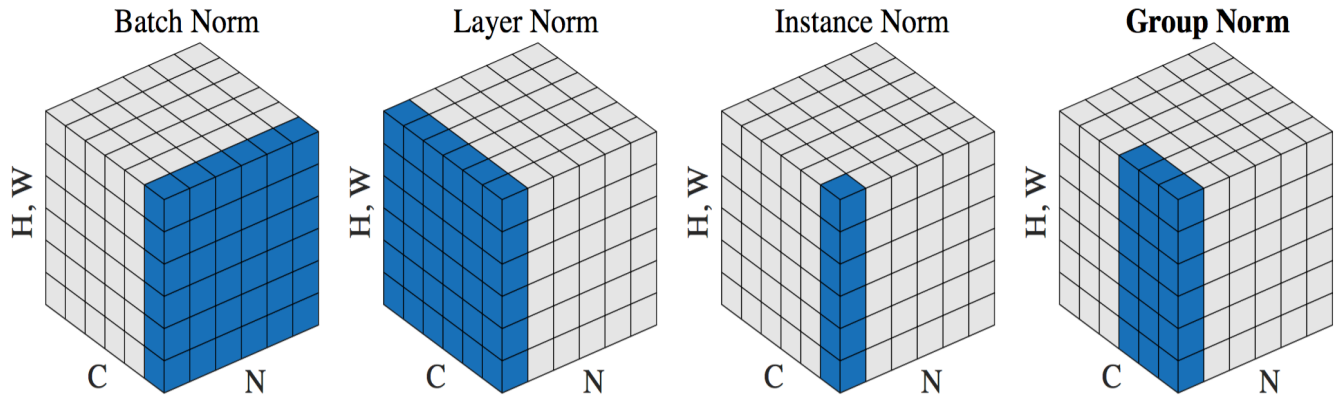 Batch Norm
Layer Norm
Instance Norm
Group Norm
H, W
C
N
H, W
C
N
H, W
C
N
H, W
C
N